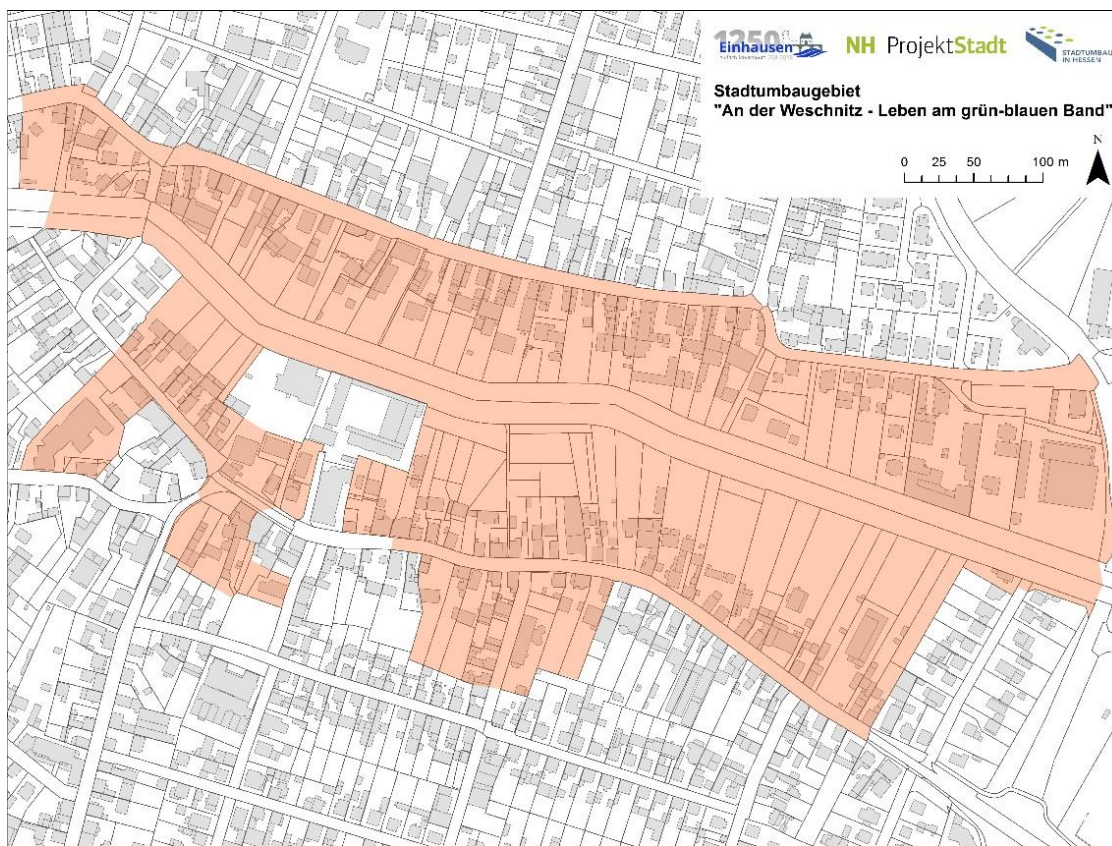 1250
Einhausen
NH ProjektStadt
STADTUMBAU
IN HESSEN
Stadtumbaugebiet
"An der Weschnitz - Leben am grün-blauen Band"
N
0 25 50 100 m